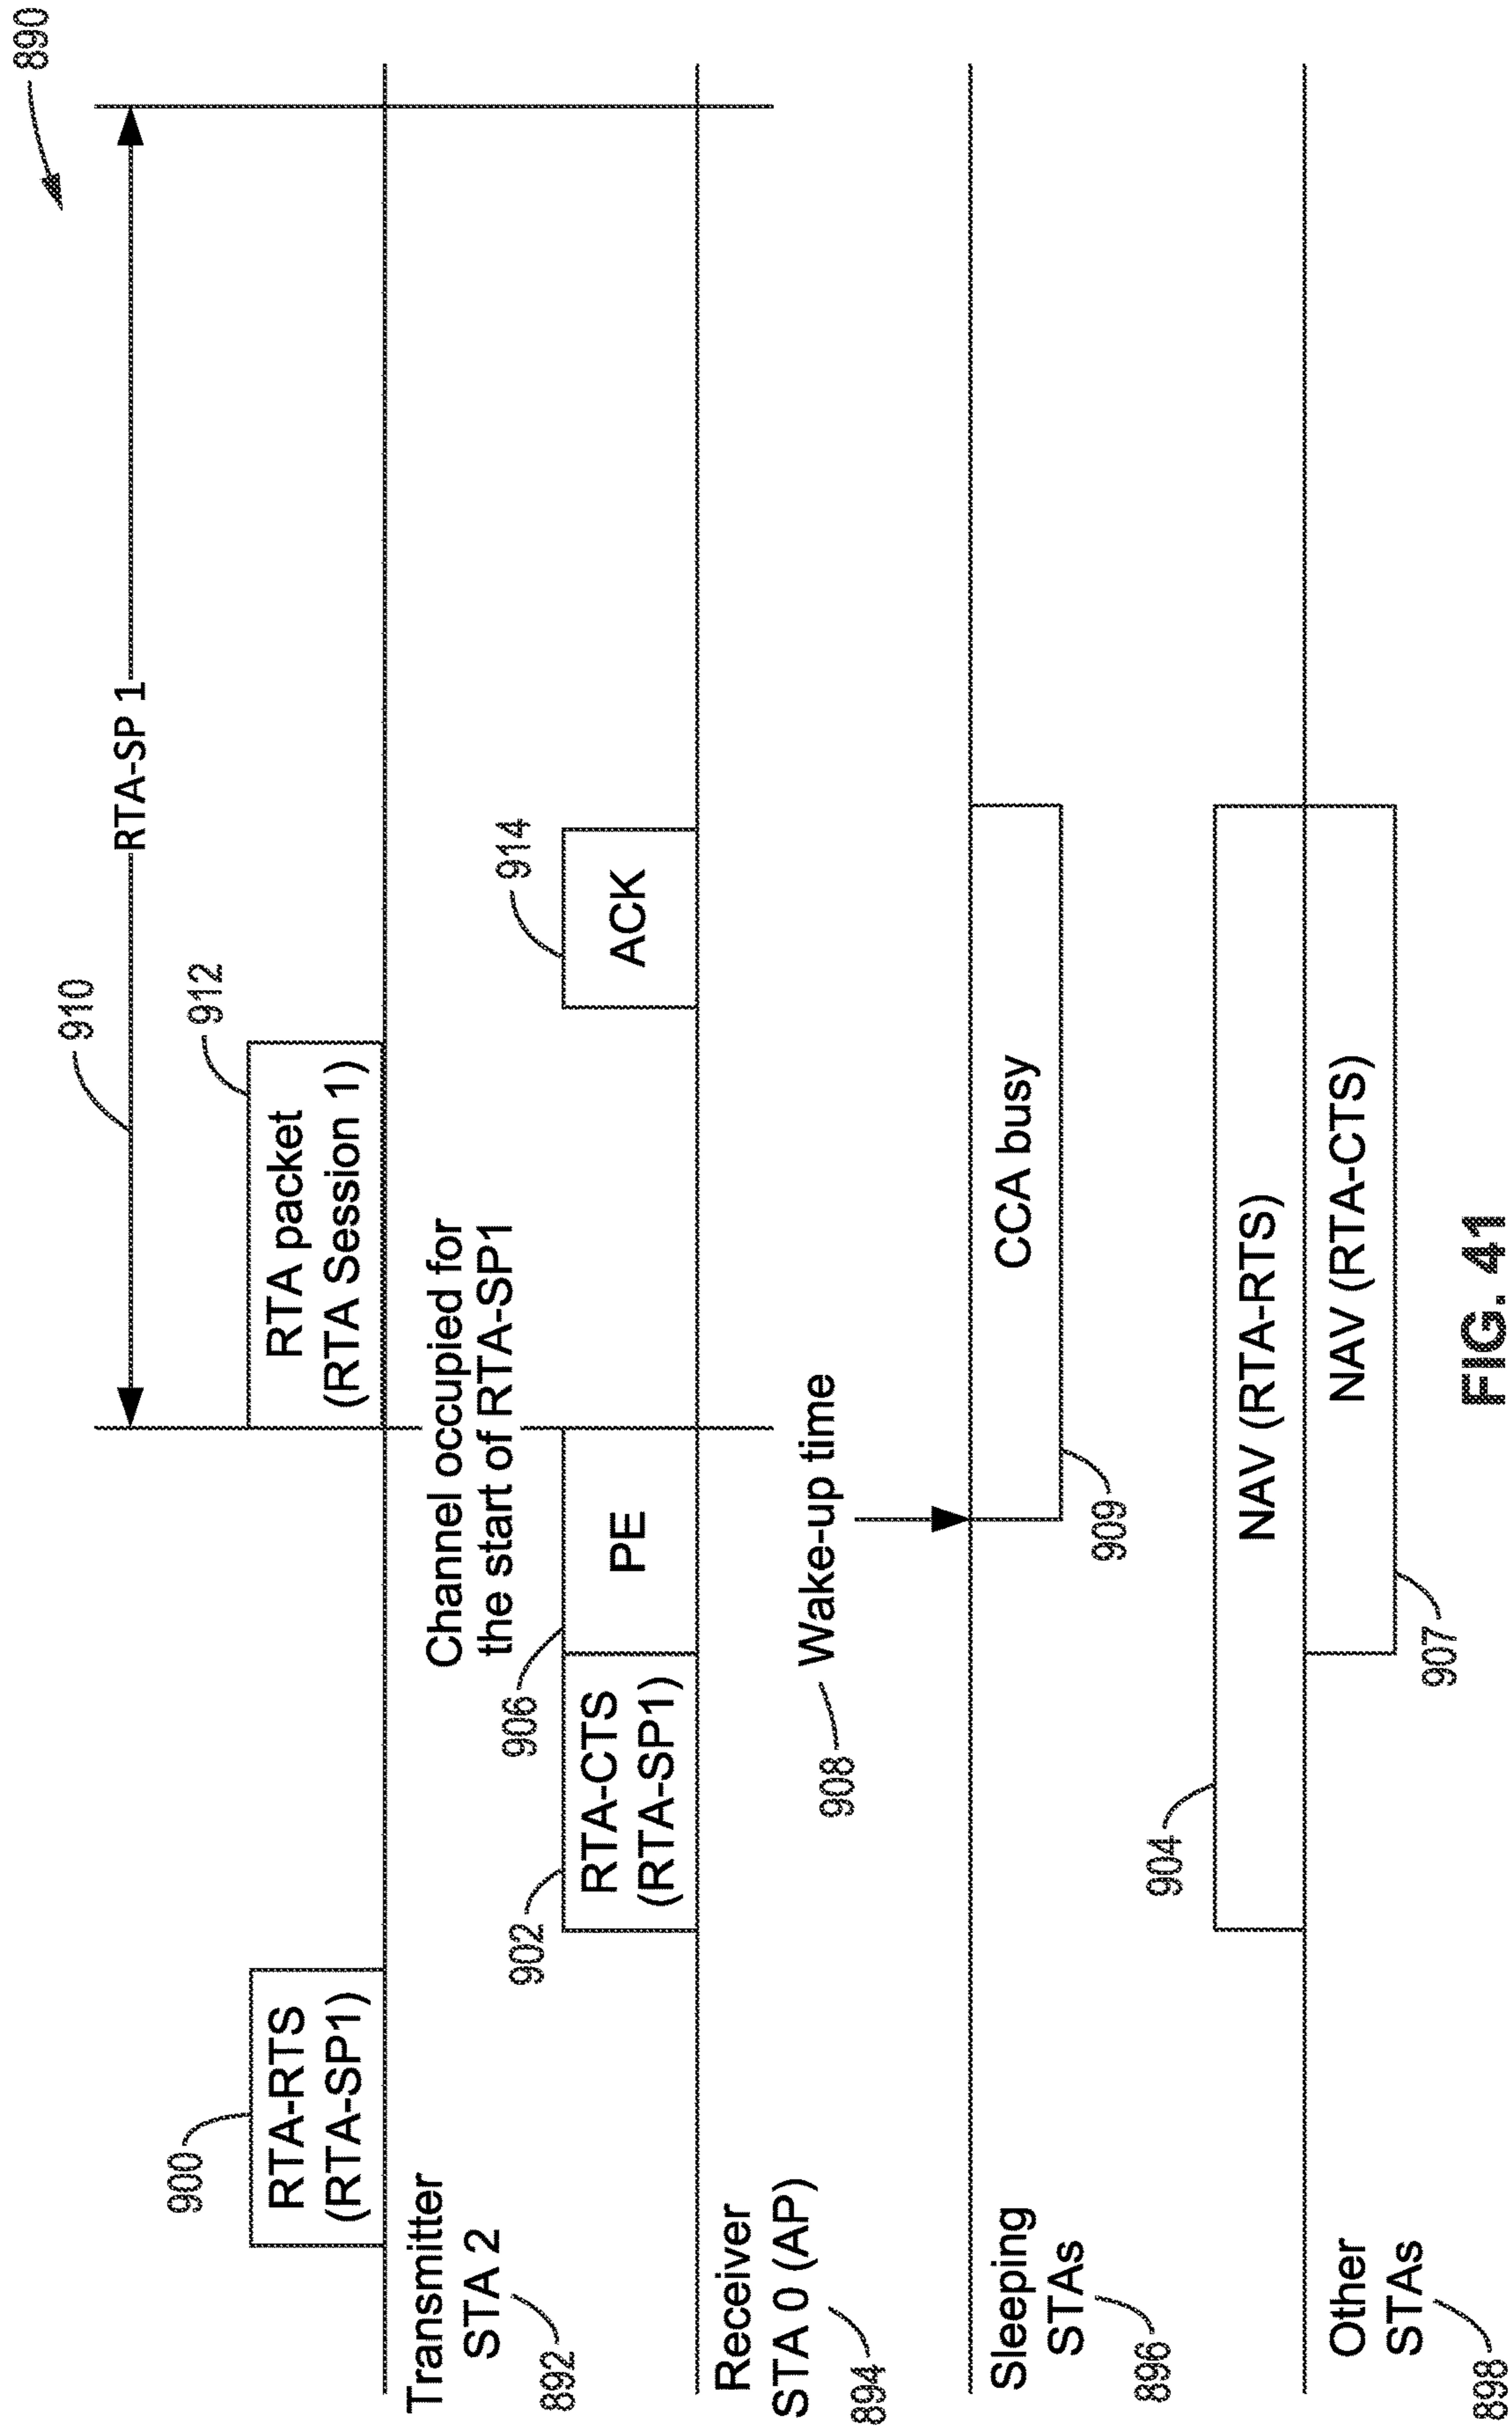 890
910
RTA-SP 1
900
RTA-RTS
(RTA-SP1)
912
RTA packet
(RTA Session 1)
Transmitter
STA 2
892
Channel occupied for
the start of RTA-SP1
902
RTA-CTS
(RTA-SP1)
906
PE
914
ACK
Receiver
STA 0 (AP)
894
908
Wake-up time
CCA busy
909
Sleeping
STAs
896
904
NAV (RTA-RTS)
NAV (RTA-CTS)
907
Other
STAs
898
FIG. 41